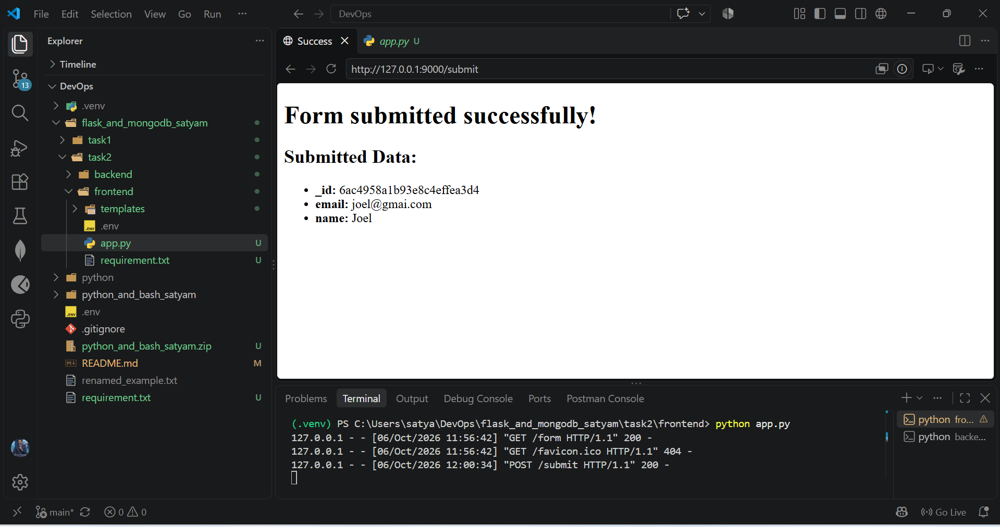 File Edit Selection View Go Run ···
DevOps
Explorer ···
Success
app.py U
···
Timeline
http://127.0.0.1:9000/submit
···
13
DevOps
.venv
flask_and_mongodb_satyam
task1
task2
backend
frontend
templates
.ENV .env
app.py U
requirement.txt U
python
python_and_bash_satyam
.ENV .env
.gitignore
python_and_bash_satyam.zip U
README.md M
renamed_example.txt
requirement.txt U
Form submitted successfully!
Submitted Data:
• _id: 6ac4958a1b93e8c4effea3d4
• email: joel@gmai.com
• name: Joel
Problems Terminal Output Debug Console Ports Postman Console
(.venv) PS C:\Users\satya\DevOps\flask_and_mongodb_satyam\task2\frontend> python app.py
127.0.0.1 - - [06/Oct/2026 11:56:42] "GET /form HTTP/1.1" 200 -
127.0.0.1 - - [06/Oct/2026 11:56:42] "GET /favicon.ico HTTP/1.1" 404 -
127.0.0.1 - - [06/Oct/2026 12:00:34] "POST /submit HTTP/1.1" 200 -
python fro...
python backe...
main* 0 0
Go Live